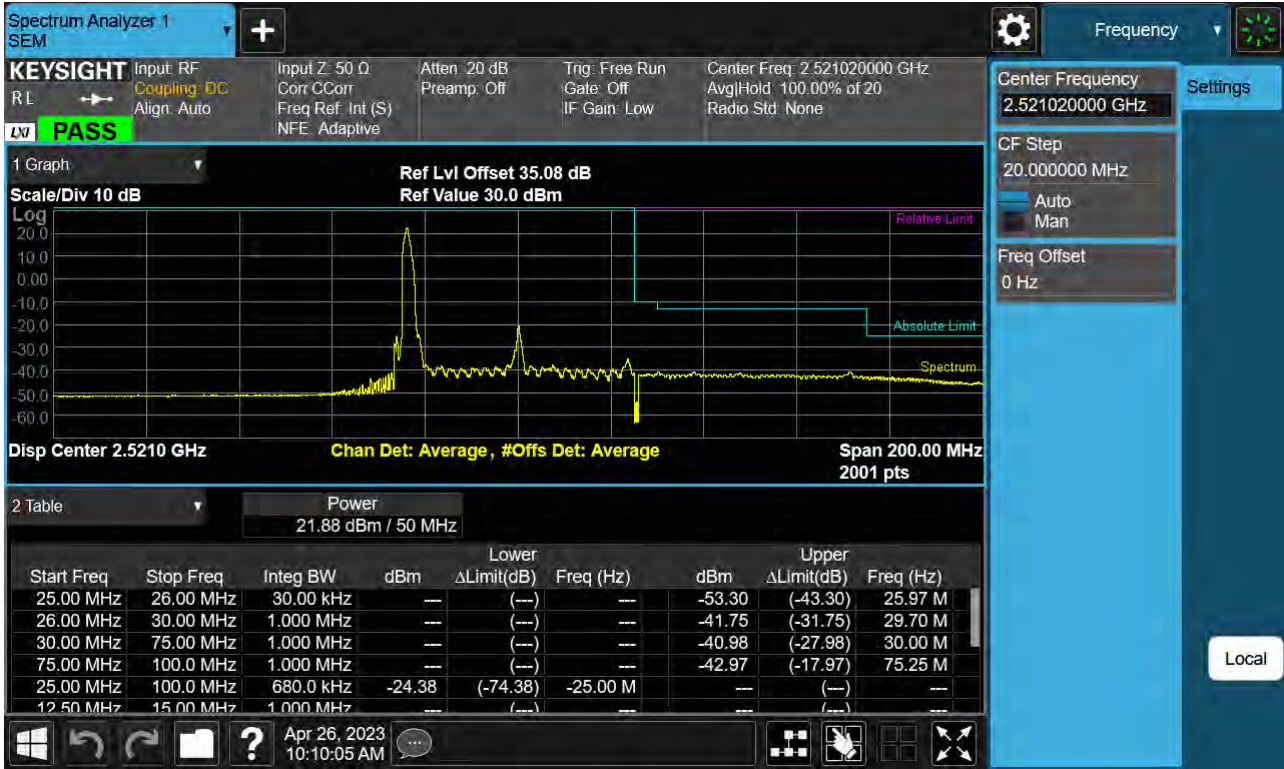 Spectrum Analyzer 1
SEM
Frequency
KEYSIGHT
R L
LXI
PASS
Input: RF
Coupling: DC
Align: Auto
Input Z: 50 Ω
Corr CCorr
Freq Ref: Int (S)
NFE: Adaptive
Atten: 20 dB
Preamp: Off
Trig: Free Run
Gate: Off
IF Gain: Low
Center Freq: 2.521020000 GHz
Avg|Hold: 100.00% of 20
Radio Std: None
Center Frequency
2.521020000 GHz
Settings
CF Step
20.000000 MHz
Auto
Man
Freq Offset
0 Hz
Local
1 Graph
Ref Lvl Offset 35.08 dB
Scale/Div 10 dB
Ref Value 30.0 dBm
Log
Relative Limit
20.0
10.0
0.00
-10.0
-20.0
Absolute Limit
-30.0
-40.0
Spectrum
-50.0
-60.0
Disp Center 2.5210 GHz
Chan Det: Average , #Offs Det: Average
Span 200.00 MHz
2001 pts
2 Table
Power
21.88 dBm / 50 MHz
Lower Upper
Start Freq Stop Freq Integ BW dBm ΔLimit(dB) Freq (Hz) dBm ΔLimit(dB) Freq (Hz)
25.00 MHz 26.00 MHz 30.00 kHz --- (---) --- -53.30 (-43.30) 25.97 M
26.00 MHz 30.00 MHz 1.000 MHz --- (---) --- -41.75 (-31.75) 29.70 M
30.00 MHz 75.00 MHz 1.000 MHz --- (---) --- -40.98 (-27.98) 30.00 M
75.00 MHz 100.0 MHz 1.000 MHz --- (---) --- -42.97 (-17.97) 75.25 M
25.00 MHz 100.0 MHz 680.0 kHz -24.38 (-74.38) -25.00 M --- (---) ---
12.50 MHz 15.00 MHz 1.000 MHz --- (---) --- --- (---) ---
Apr 26, 2023
10:10:05 AM